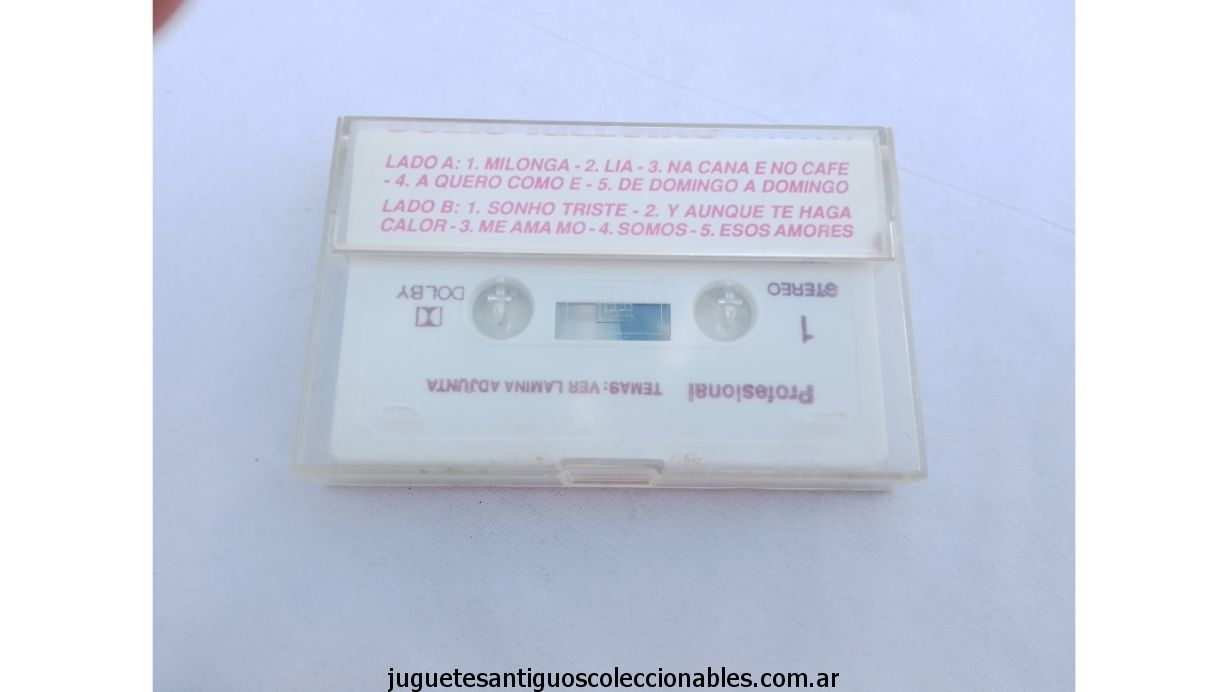 LADO A: 1. MILONGA - 2. LIA - 3. NA CANA E NO CAFE
- 4. A QUERO COMO E - 5. DE DOMINGO A DOMINGO
LADO B: 1. SONHO TRISTE - 2. Y AUNQUE TE HAGA
CALOR - 3. ME AMA MO - 4. SOMOS - 5. ESOS AMORES
DOLBY
STEREO
1
TEMAS: VER LAMINA ADJUNTA
Profesional
juguetesantiguoscoleccionables.com.ar